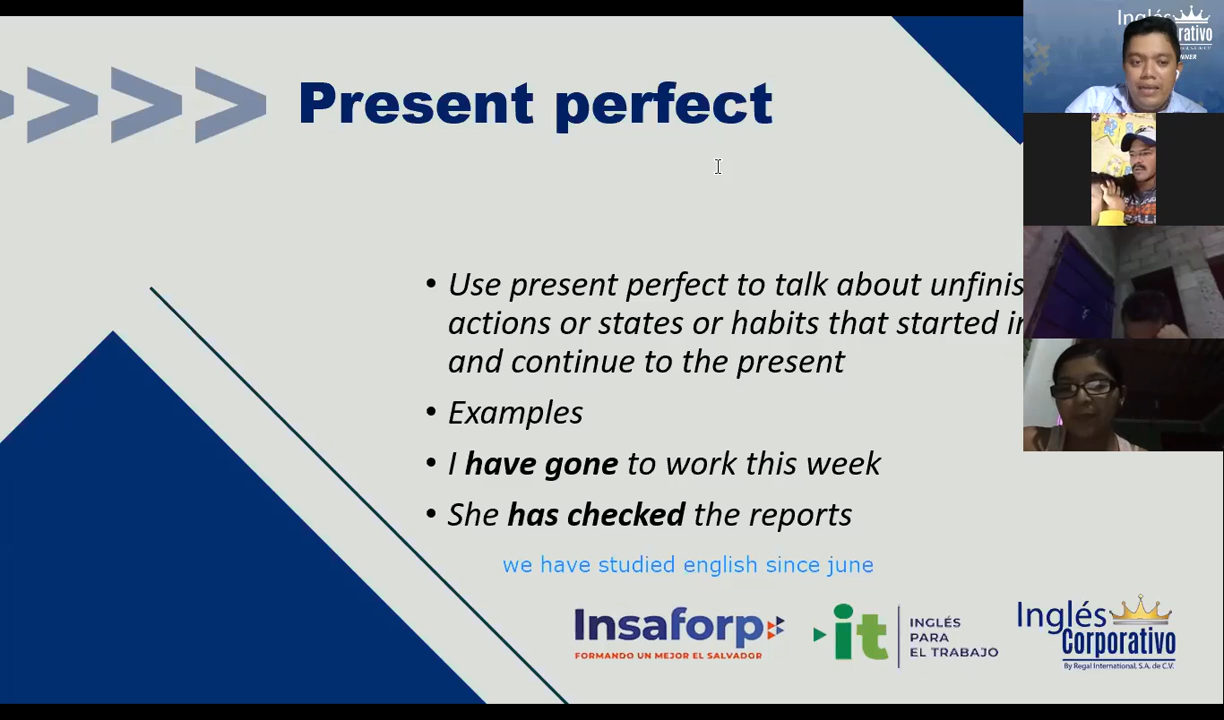 Present perfect
• Use present perfect to talk about
actions or states or habits that started
and continue to the present
• Examples
• I have gone to work this week
• She has checked the reports
we have studied english since june
Insaforp
FORMANDO UN MEJOR EL SALVADOR
it
INGLÉS
PARA
EL TRABAJO
Inglés
Corporativo
By Regal International, S.A. de C.V.